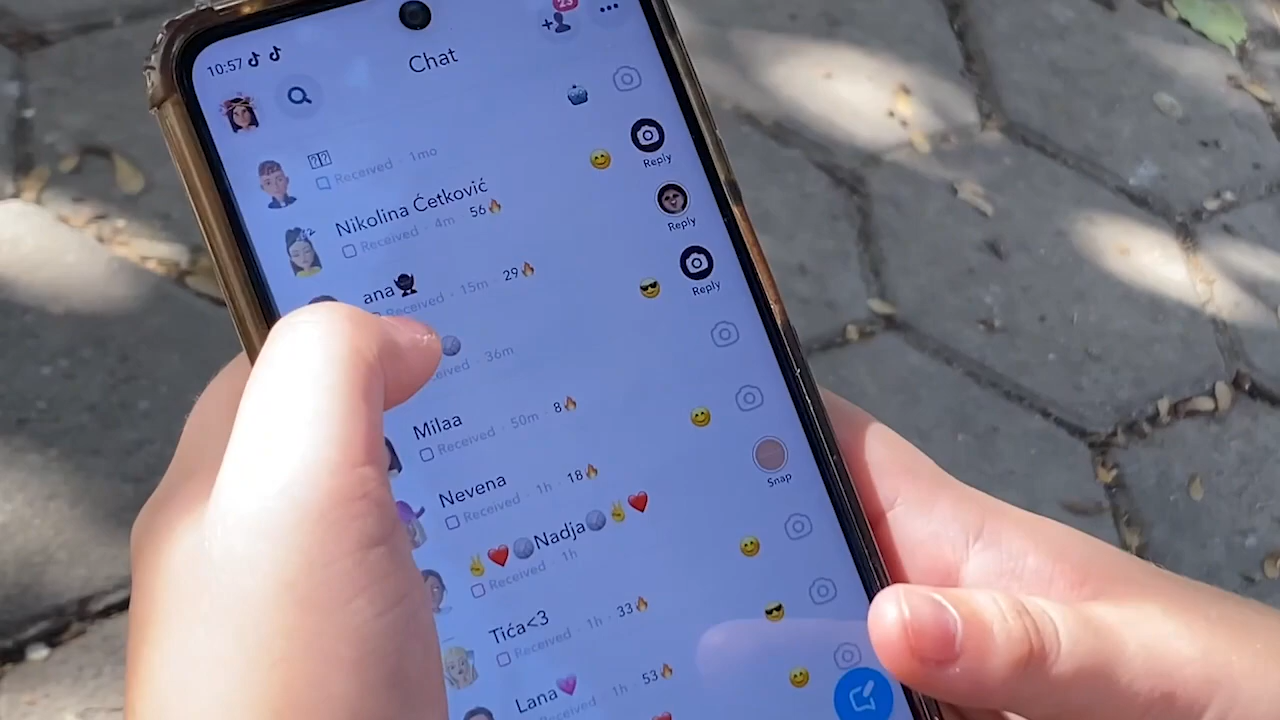 10:57
23
Chat
Received · 1mo
Reply
Nikolina Ćetković
Received · 4m · 56🔥
Reply
ana🥷
Received · 15m · 29🔥
Reply
36m
Milaa
Received · 50m · 8🔥
Nevena
Received · 1h · 18🔥
Snap
✌️❤️🪩Nadja🪩✌️❤️
Received · 1h
Tića<3
Received · 1h · 33🔥
Lana💗
Received · 1h · 53🔥